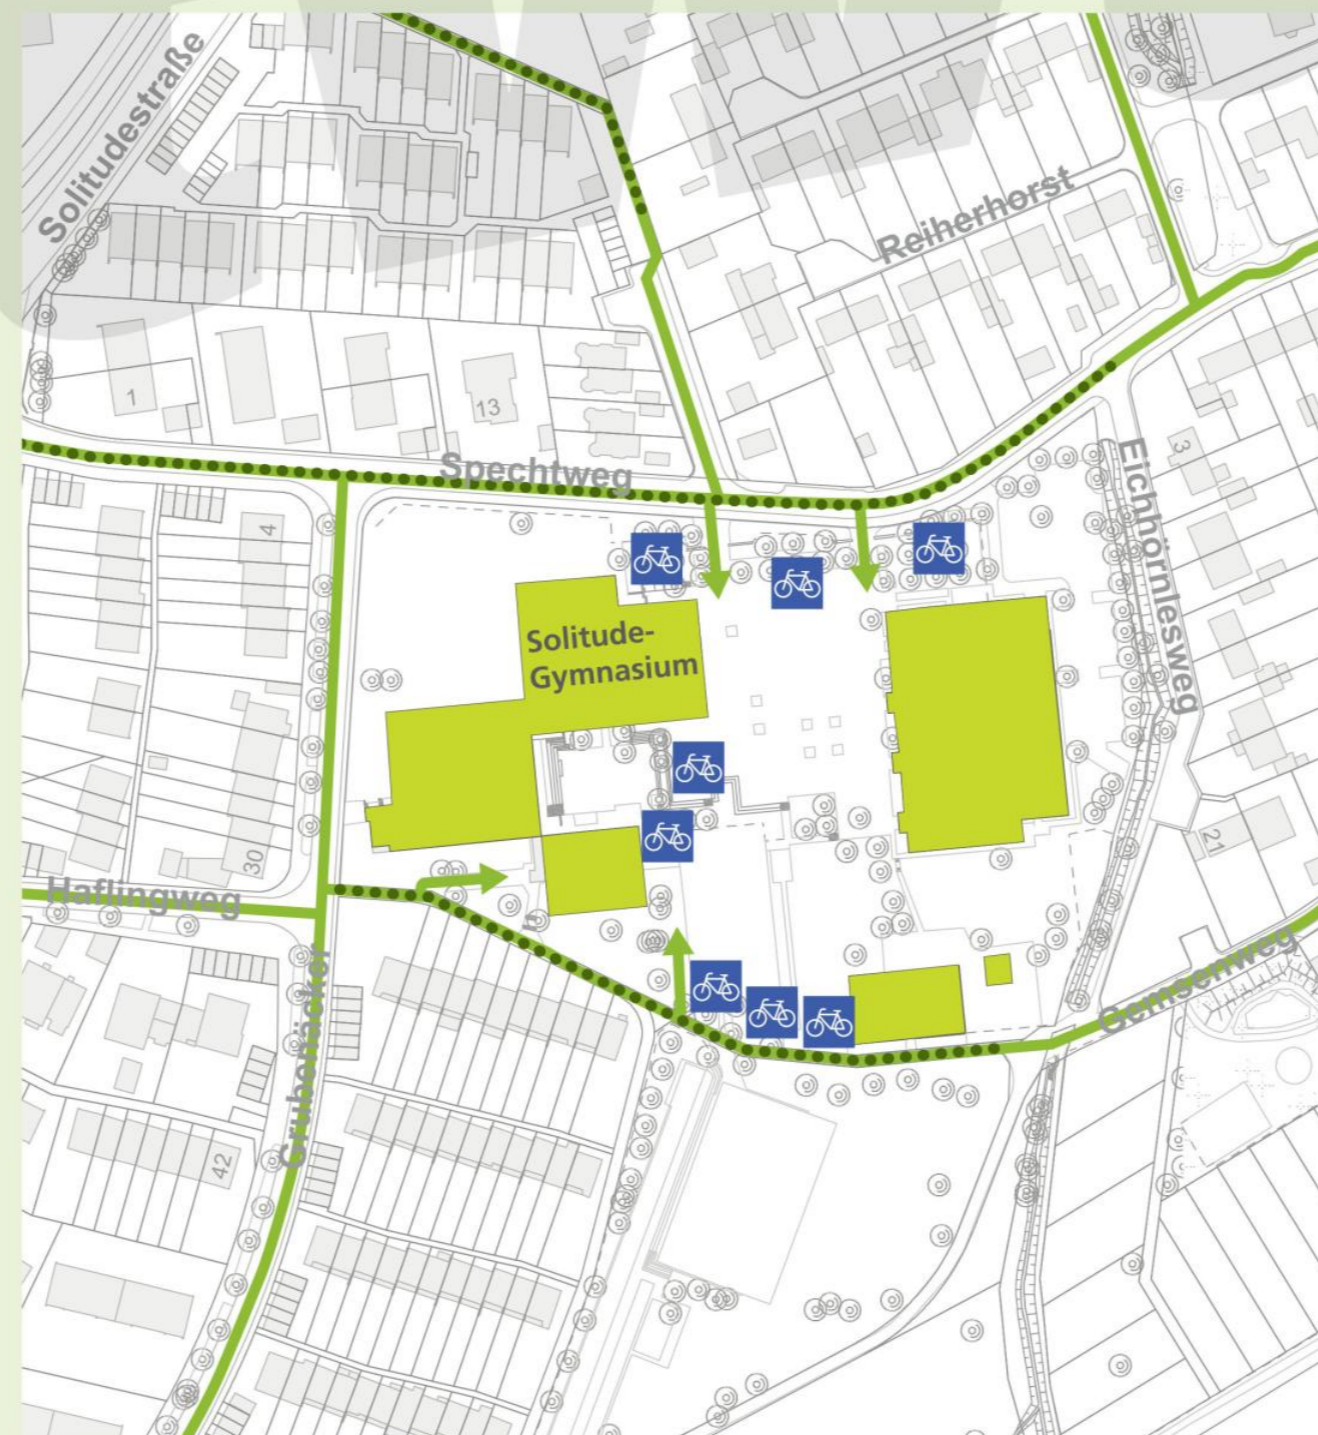 Solitudestraße
Reiherhorst
1
13
Spechtweg
Eichhörnlesweg
3
4
Solitude-
Gymnasium
30
21
Haflingweg
Gemsenweg
Grubenäcker
42